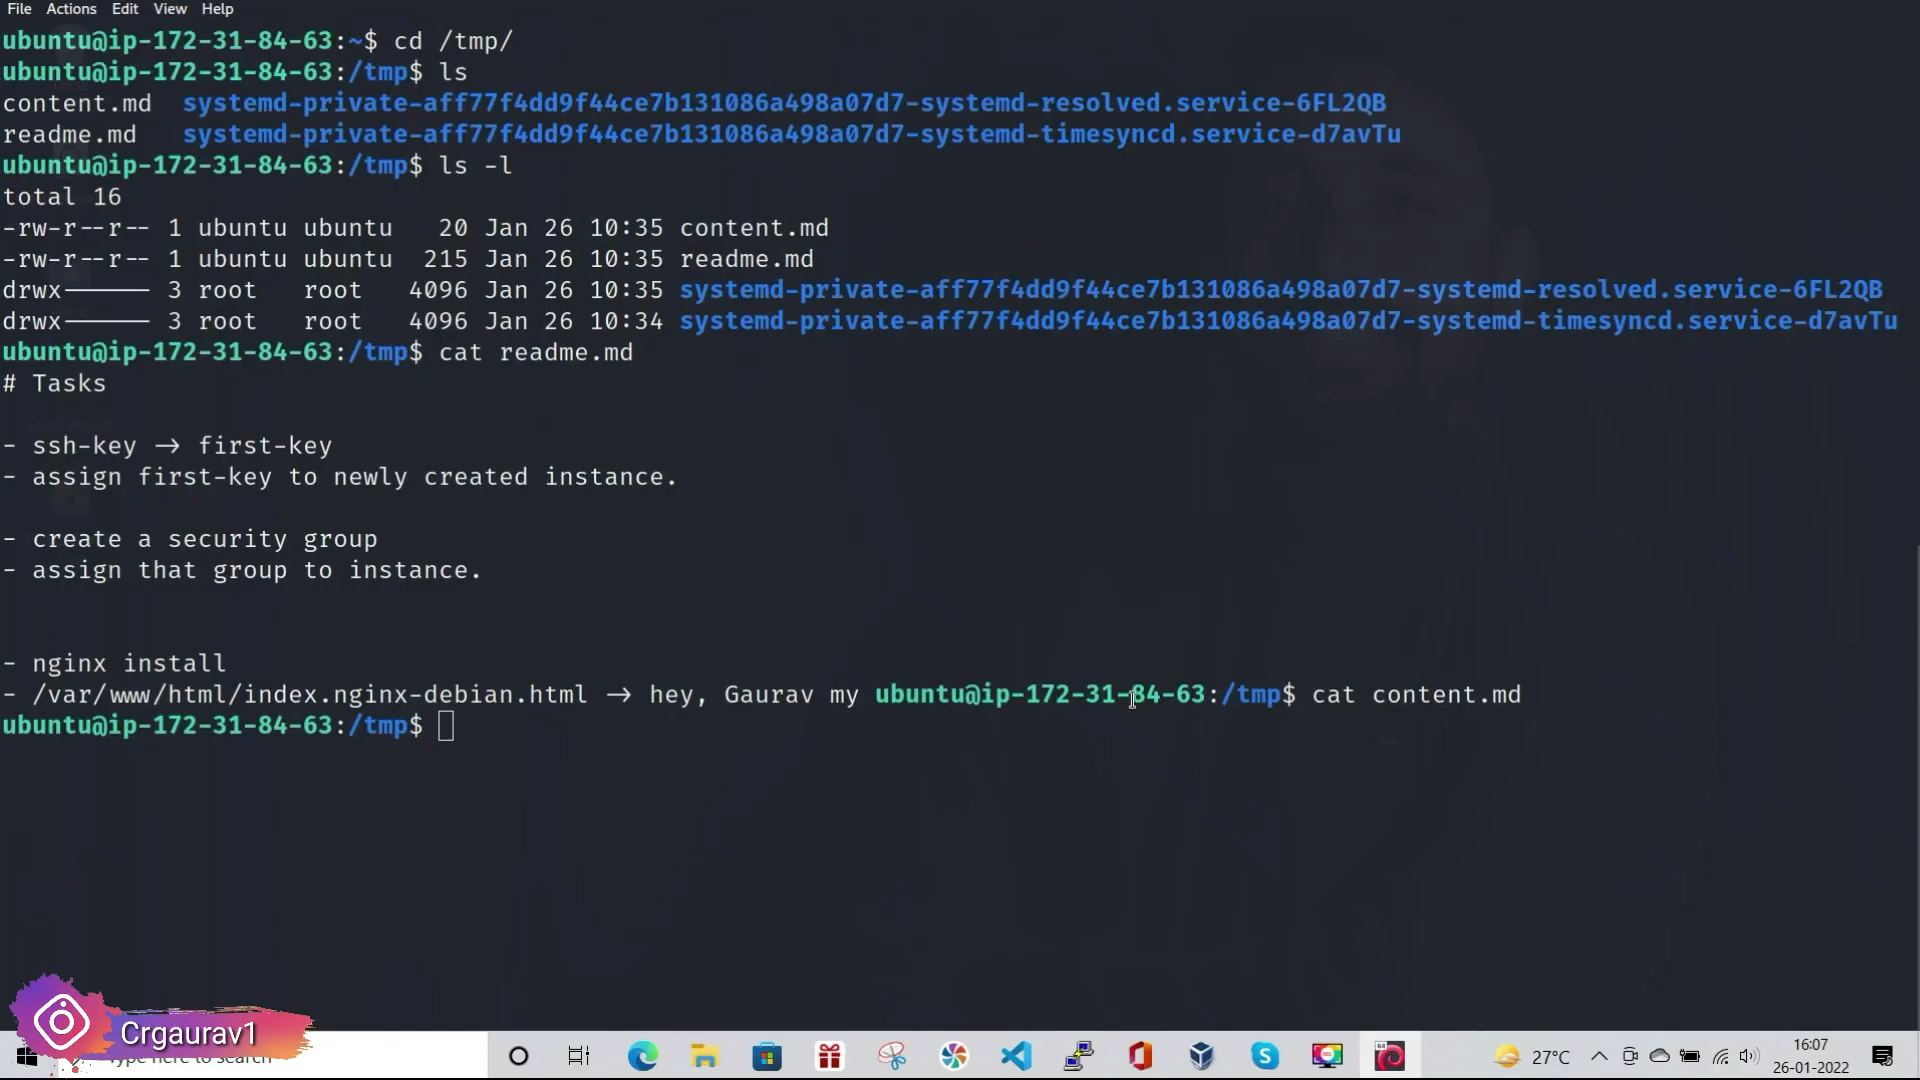 File Actions Edit View Help
ubuntu@ip-172-31-84-63:~$ cd /tmp/
ubuntu@ip-172-31-84-63:/tmp$ ls
content.md systemd-private-aff77f4dd9f44ce7b131086a498a07d7-systemd-resolved.service-6FL2QB
readme.md systemd-private-aff77f4dd9f44ce7b131086a498a07d7-systemd-timesyncd.service-d7avTu
ubuntu@ip-172-31-84-63:/tmp$ ls -l
total 16
-rw-r--r-- 1 ubuntu ubuntu 20 Jan 26 10:35 content.md
-rw-r--r-- 1 ubuntu ubuntu 215 Jan 26 10:35 readme.md
drwx------ 3 root root 4096 Jan 26 10:35 systemd-private-aff77f4dd9f44ce7b131086a498a07d7-systemd-resolved.service-6FL2QB
drwx------ 3 root root 4096 Jan 26 10:34 systemd-private-aff77f4dd9f44ce7b131086a498a07d7-systemd-timesyncd.service-d7avTu
ubuntu@ip-172-31-84-63:/tmp$ cat readme.md
# Tasks
- ssh-key → first-key
- assign first-key to newly created instance.
- create a security group
- assign that group to instance.
- nginx install
- /var/www/html/index.nginx-debian.html → hey, Gaurav my ubuntu@ip-172-31-84-63:/tmp$ cat content.md
ubuntu@ip-172-31-84-63:/tmp$
Crgaurav1
Type here to search
27°C
16:07
26-01-2022